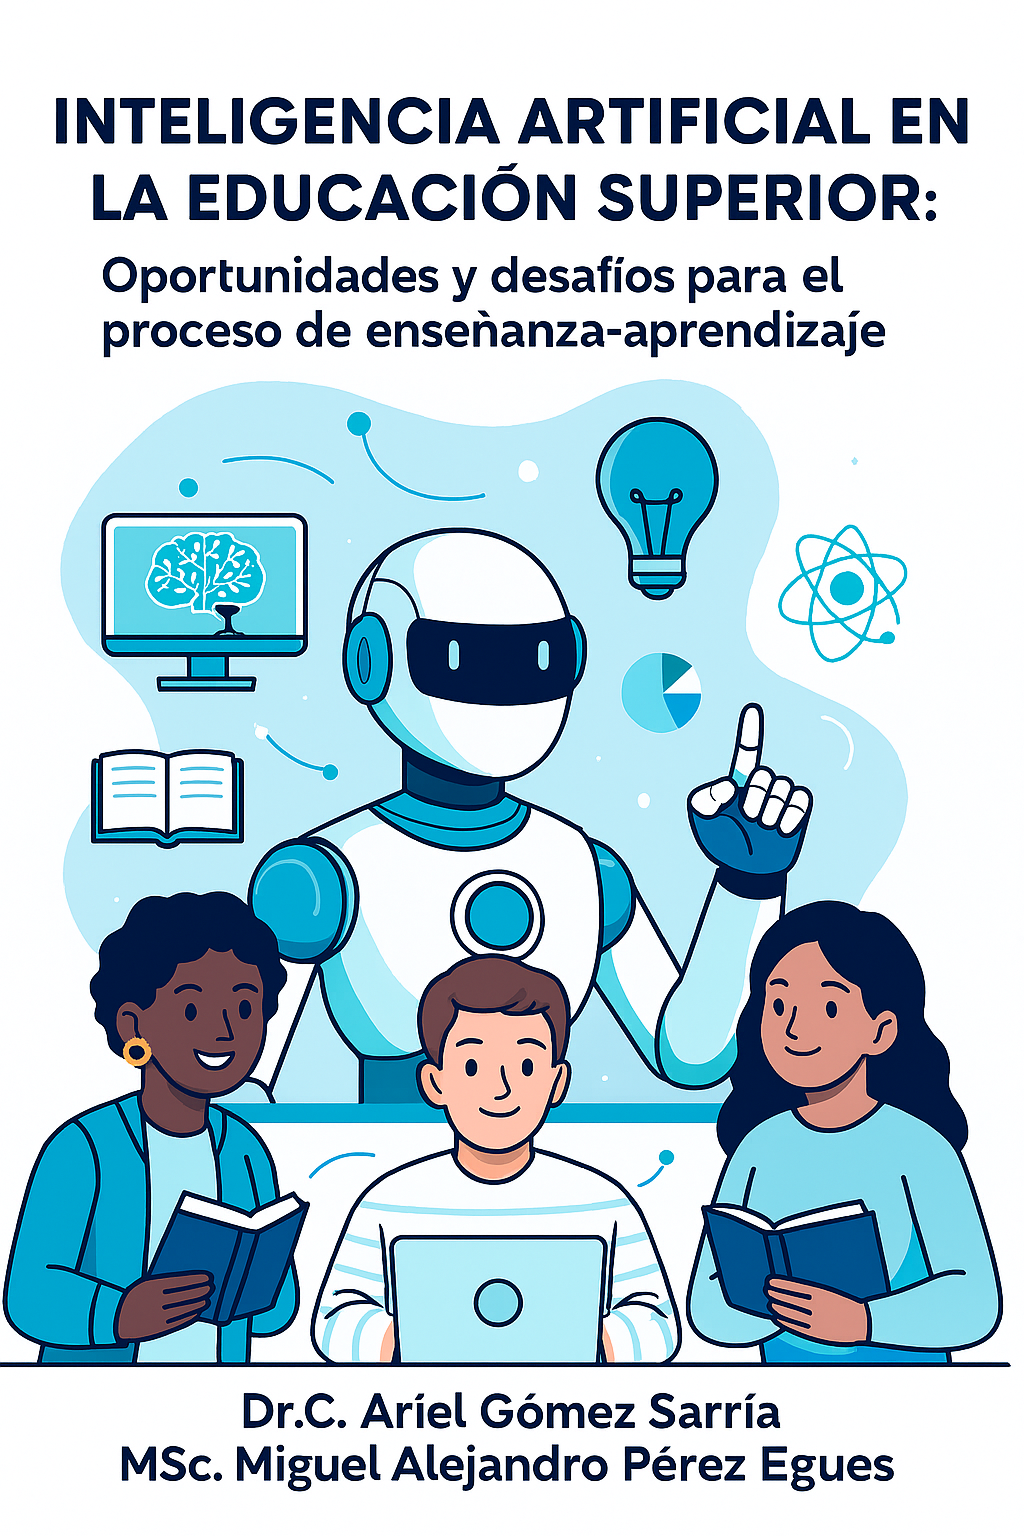 INTELIGENCIA ARTIFICIAL EN
LA EDUCACIÓN SUPERIOR:
Oportunidades y desafíos para el
proceso de enseǹanza-aprendizaje
Dr.C. Aríel Gómez Sarría
MSc. Miguel Alejandro Pérez Egues